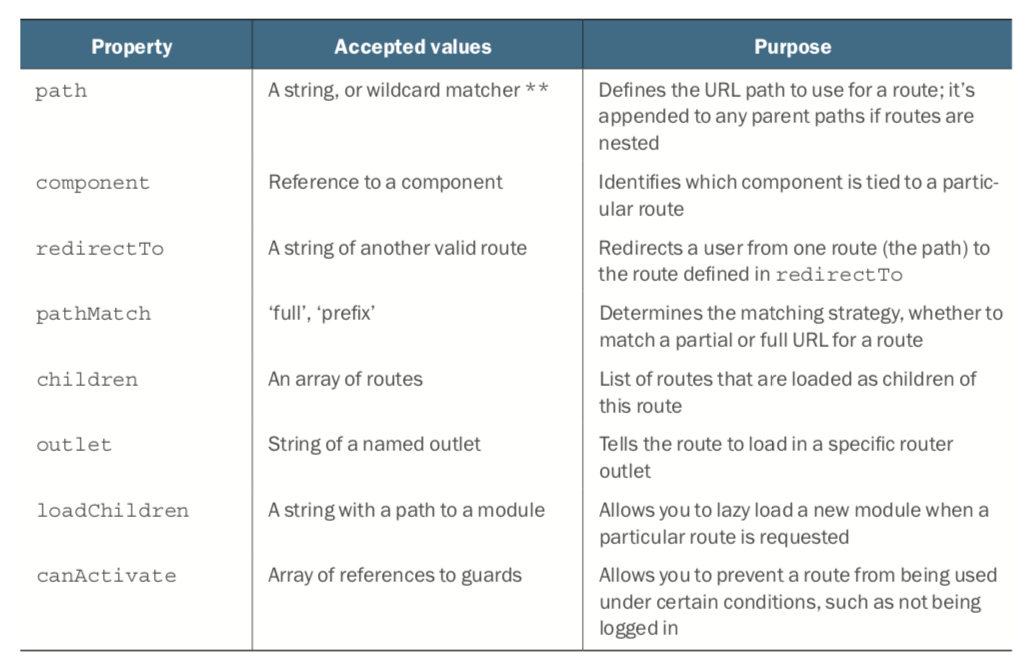 Property Accepted values Purpose
path A string, or wildcard matcher ** Defines the URL path to use for a route; it’s
appended to any parent paths if routes are
nested
component Reference to a component Identifies which component is tied to a partic-
ular route
redirectTo A string of another valid route Redirects a user from one route (the path) to
the route defined in redirectTo
pathMatch ‘full’, ‘prefix’ Determines the matching strategy, whether to
match a partial or full URL for a route
children An array of routes List of routes that are loaded as children of
this route
outlet String of a named outlet Tells the route to load in a specific router
outlet
loadChildren A string with a path to a module Allows you to lazy load a new module when a
particular route is requested
canActivate Array of references to guards Allows you to prevent a route from being used
under certain conditions, such as not being
logged in